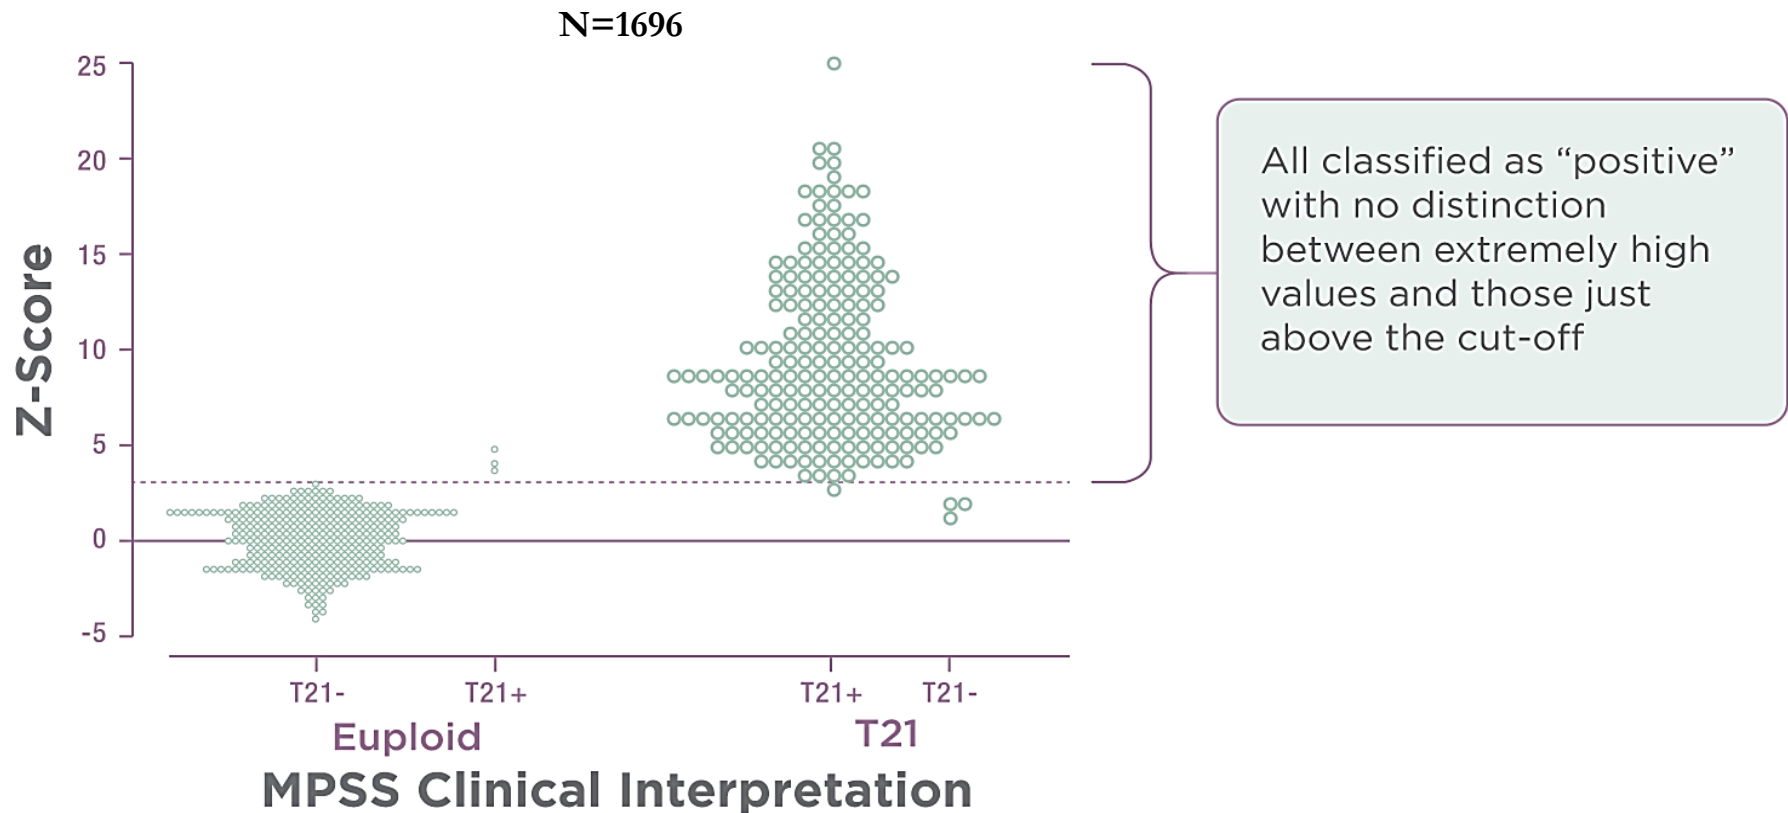 N=1696
25
20
15
10
5
0
-5
Z-Score
T21-
T21+
T21+
T21-
Euploid
T21
MPSS Clinical Interpretation
All classified as “positive”
with no distinction
between extremely high
values and those just
above the cut-off